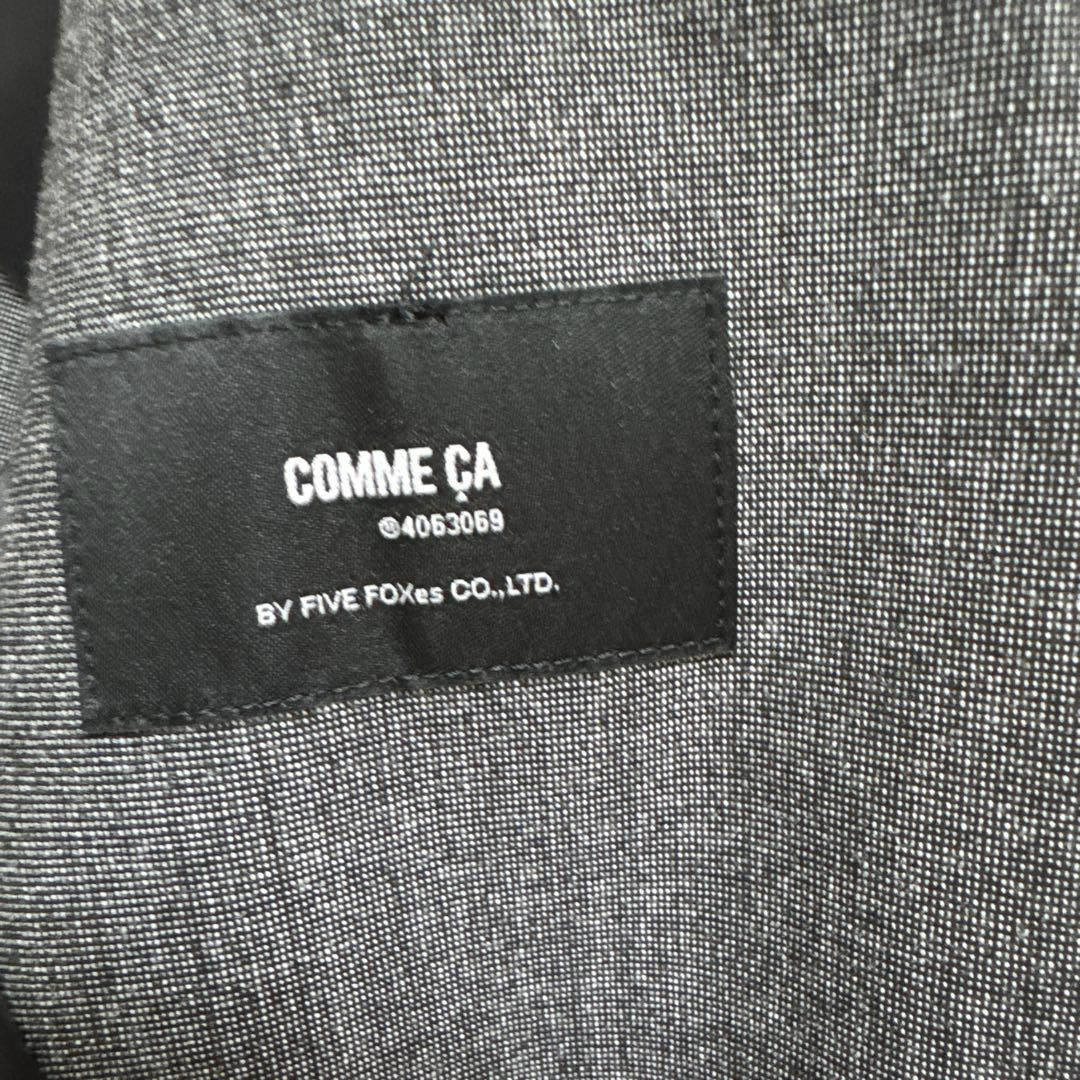 COMME ÇA
®4063069
BY FIVE FOXes CO.,LTD.